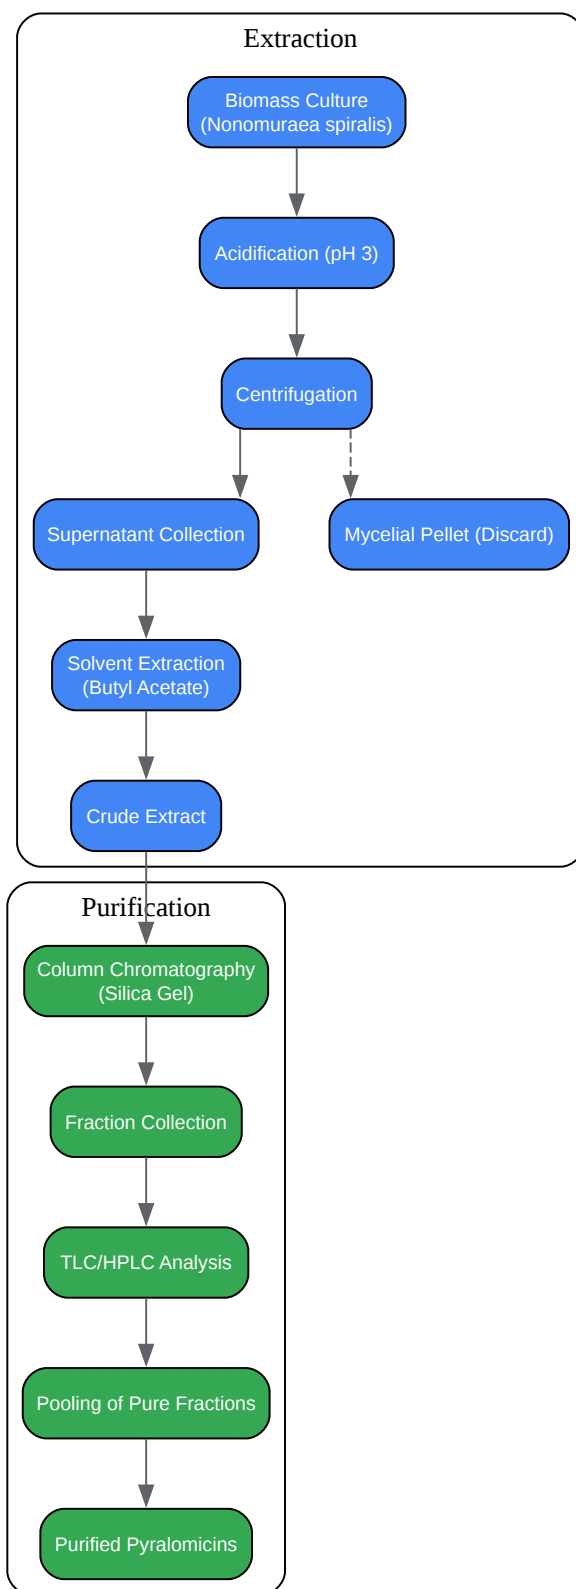 Extraction
Biomass Culture
(Nonomuraea spiralis)
Acidification (pH 3)
Centrifugation
Supernatant Collection
Mycelial Pellet (Discard)
Solvent Extraction
(Butyl Acetate)
Crude Extract
Purification
Column Chromatography
(Silica Gel)
Fraction Collection
TLC/HPLC Analysis
Pooling of Pure Fractions
Purified Pyralomicins